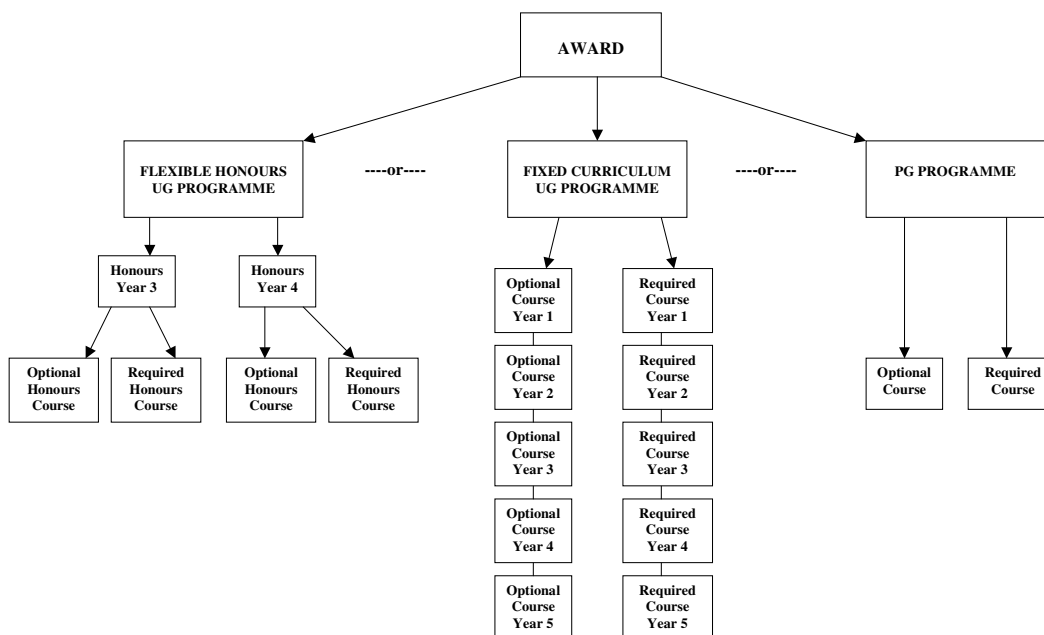 AWARD
FLEXIBLE HONOURS
UG PROGRAMME
----or----
FIXED CURRICULUM
UG PROGRAMME
----or----
PG PROGRAMME
Honours
Year 3
Honours
Year 4
Optional
Honours
Course
Required
Honours
Course
Optional
Honours
Course
Required
Honours
Course
Optional
Course
Year 1
Required
Course
Year 1
Optional
Course
Year 2
Required
Course
Year 2
Optional
Course
Year 3
Required
Course
Year 3
Optional
Course
Year 4
Required
Course
Year 4
Optional
Course
Year 5
Required
Course
Year 5
Optional
Course
Required
Course